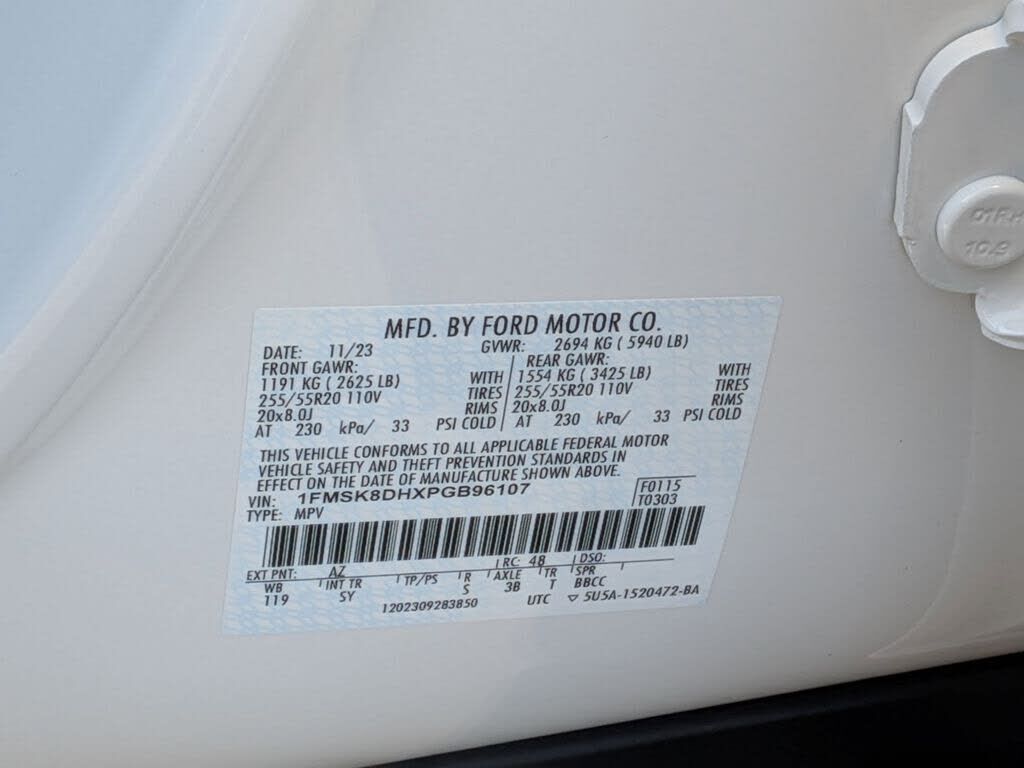 01R-
10.9
MFD. BY FORD MOTOR CO.
DATE: 11/23 GVWR: 2694 KG ( 5940 LB)
FRONT GAWR: REAR GAWR:
1191 KG ( 2625 LB) WITH 1554 KG ( 3425 LB) WITH
255/55R20 110V TIRES 255/55R20 110V TIRES
20x8.0J RIMS 20x8.0J RIMS
AT 230 kPa/ 33 PSI COLD AT 230 kPa/ 33 PSI COLD
THIS VEHICLE CONFORMS TO ALL APPLICABLE FEDERAL MOTOR
VEHICLE SAFETY AND THEFT PREVENTION STANDARDS IN
EFFECT ON THE DATE OF MANUFACTURE SHOWN ABOVE.
VIN: 1FMSK8DHXPGB96107 F0115
TYPE: MPV T0303
EXT PNT: AZ RC: 48 DSO:
WB INT TR TP/PS R AXLE TR SPR
119 SY S 3B T BBCC
1202309283850 UTC ▽ 5U5A-1520472-BA